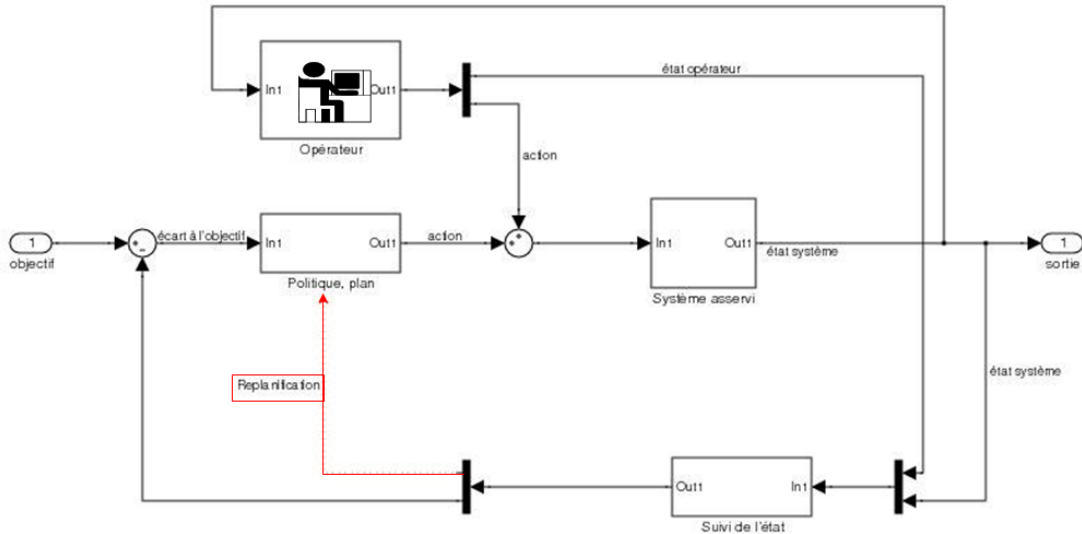 état opérateur
In1
Out1
Opérateur
action
1
objectif
+
-
écart à l'objectif
In1
Out1
Politique, plan
action
+
+
In1
Out1
Système asservi
état système
1
sortie
état système
Replanification
Out1
In1
Suivi de l'état